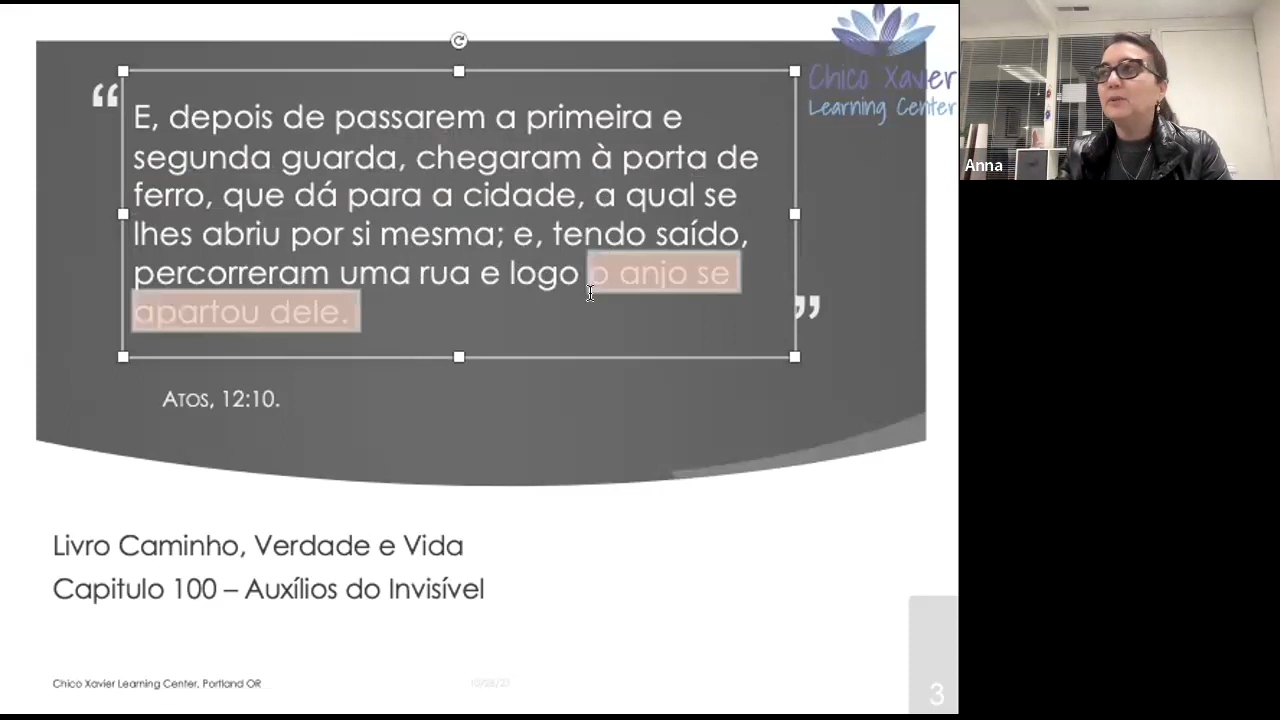 “
E, depois de passarem a primeira e
segunda guarda, chegaram à porta de
ferro, que dá para a cidade, a qual se
lhes abriu por si mesma; e, tendo saído,
percorreram uma rua e logo o anjo se
apartou dele.
”
Atos, 12:10.
Chico Xavier
Learning Center
Anna
Livro Caminho, Verdade e Vida
Capitulo 100 – Auxílios do Invisível
Chico Xavier Learning Center, Portland OR
3